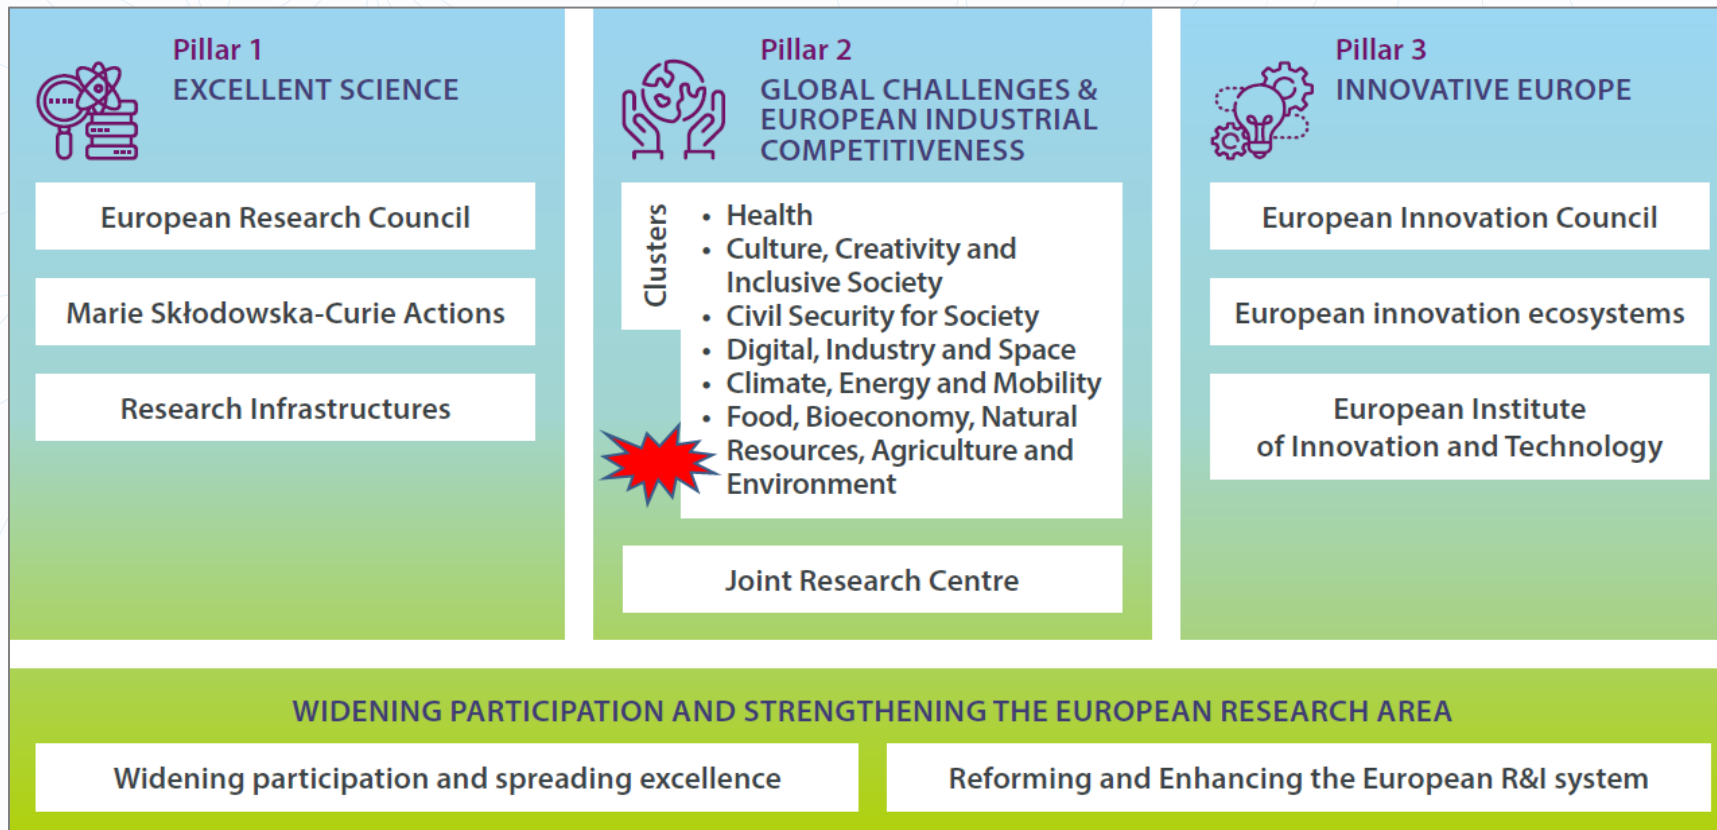 Pillar 1
EXCELLENT SCIENCE
European Research Council
Marie Skłodowska-Curie Actions
Research Infrastructures
Pillar 2
GLOBAL CHALLENGES &
EUROPEAN INDUSTRIAL
COMPETITIVENESS
Clusters
• Health
• Culture, Creativity and
Inclusive Society
• Civil Security for Society
• Digital, Industry and Space
• Climate, Energy and Mobility
• Food, Bioeconomy, Natural
Resources, Agriculture and
Environment
Joint Research Centre
Pillar 3
INNOVATIVE EUROPE
European Innovation Council
European innovation ecosystems
European Institute
of Innovation and Technology
WIDENING PARTICIPATION AND STRENGTHENING THE EUROPEAN RESEARCH AREA
Widening participation and spreading excellence
Reforming and Enhancing the European R&I system